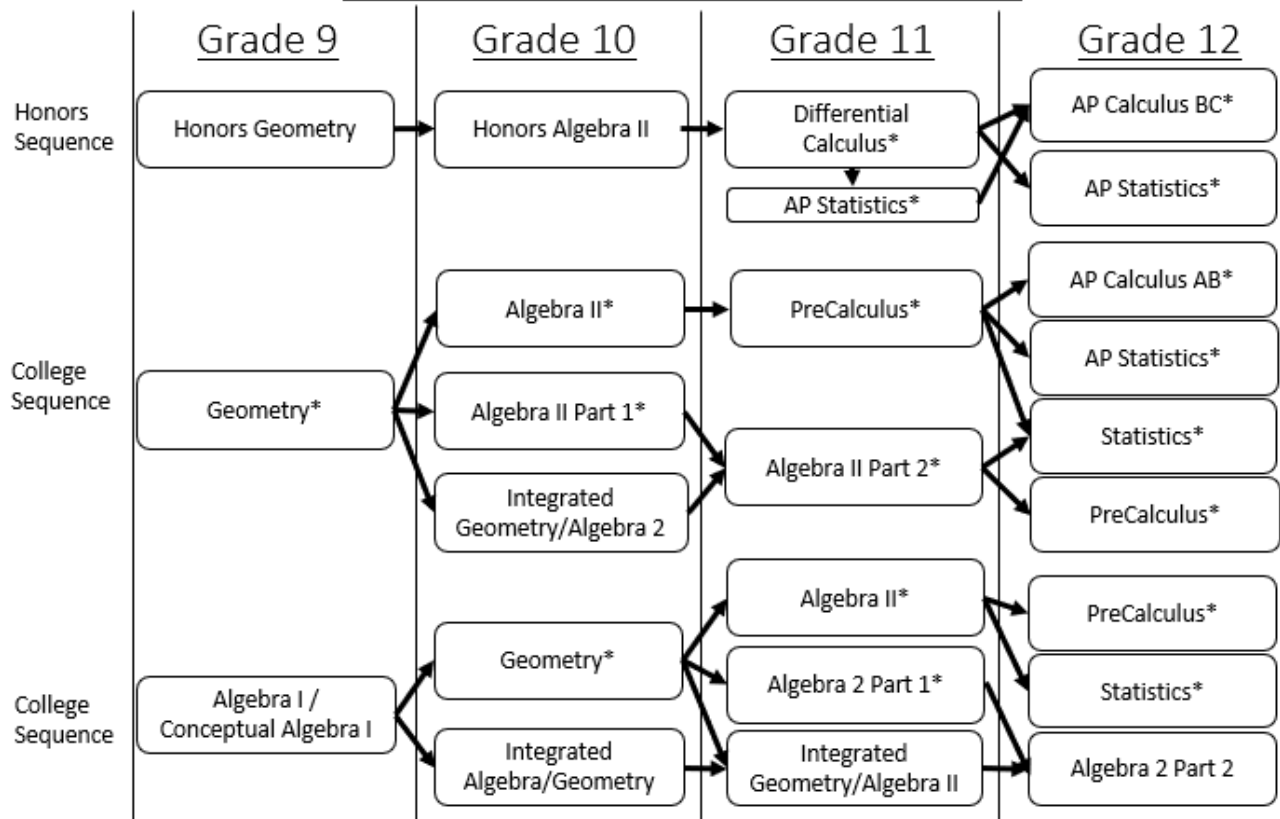 Grade 9
Grade 10
Grade 11
Grade 12
Honors
Sequence
Honors Geometry
Honors Algebra II
Differential
Calculus*
AP Statistics*
AP Calculus BC*
AP Statistics*
College
Sequence
Geometry*
Algebra II*
Algebra II Part 1*
Integrated
Geometry/Algebra 2
PreCalculus*
Algebra II Part 2*
AP Calculus AB*
AP Statistics*
Statistics*
PreCalculus*
College
Sequence
Algebra I /
Conceptual Algebra I
Geometry*
Integrated
Algebra/Geometry
Algebra II*
Algebra 2 Part 1*
Integrated
Geometry/Algebra II
PreCalculus*
Statistics*
Algebra 2 Part 2